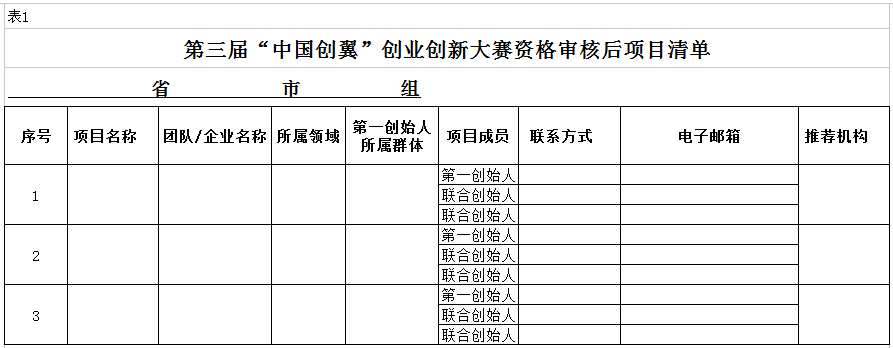 表1
第三届“中国创翼”创业创新大赛资格审核后项目清单
省 市 组
序号 项目名称 团队/企业名称 所属领域 第一创始人所属群体 项目成员 联系方式 电子邮箱 推荐机构
1 第一创始人
联合创始人
联合创始人
2 第一创始人
联合创始人
联合创始人
3 第一创始人
联合创始人
联合创始人